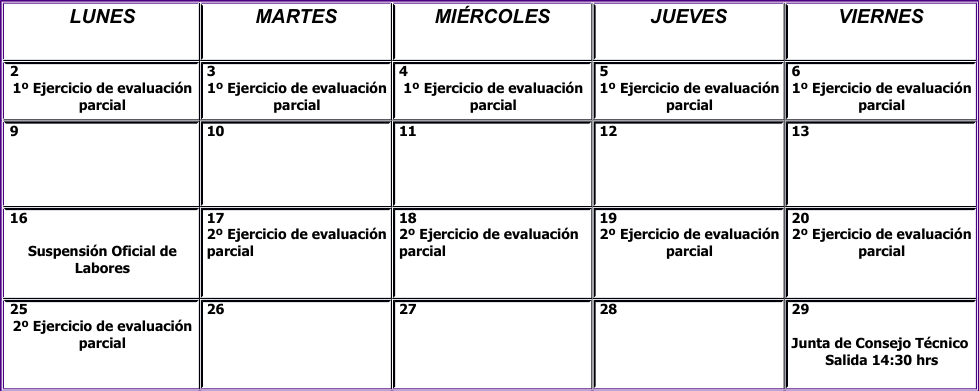 LUNES MARTES MIÉRCOLES JUEVES VIERNES
2 3 4 5 6
1º Ejercicio de evaluación 1º Ejercicio de evaluación 1º Ejercicio de evaluación 1º Ejercicio de evaluación 1º Ejercicio de evaluación
parcial parcial parcial parcial parcial
9 10 11 12 13
16 17 18 19 20
2º Ejercicio de evaluación 2º Ejercicio de evaluación 2º Ejercicio de evaluación 2º Ejercicio de evaluación
Suspensión Oficial de parcial parcial parcial parcial
Labores
25 26 27 28 29
2º Ejercicio de evaluación
parcial Junta de Consejo Técnico
Salida 14:30 hrs